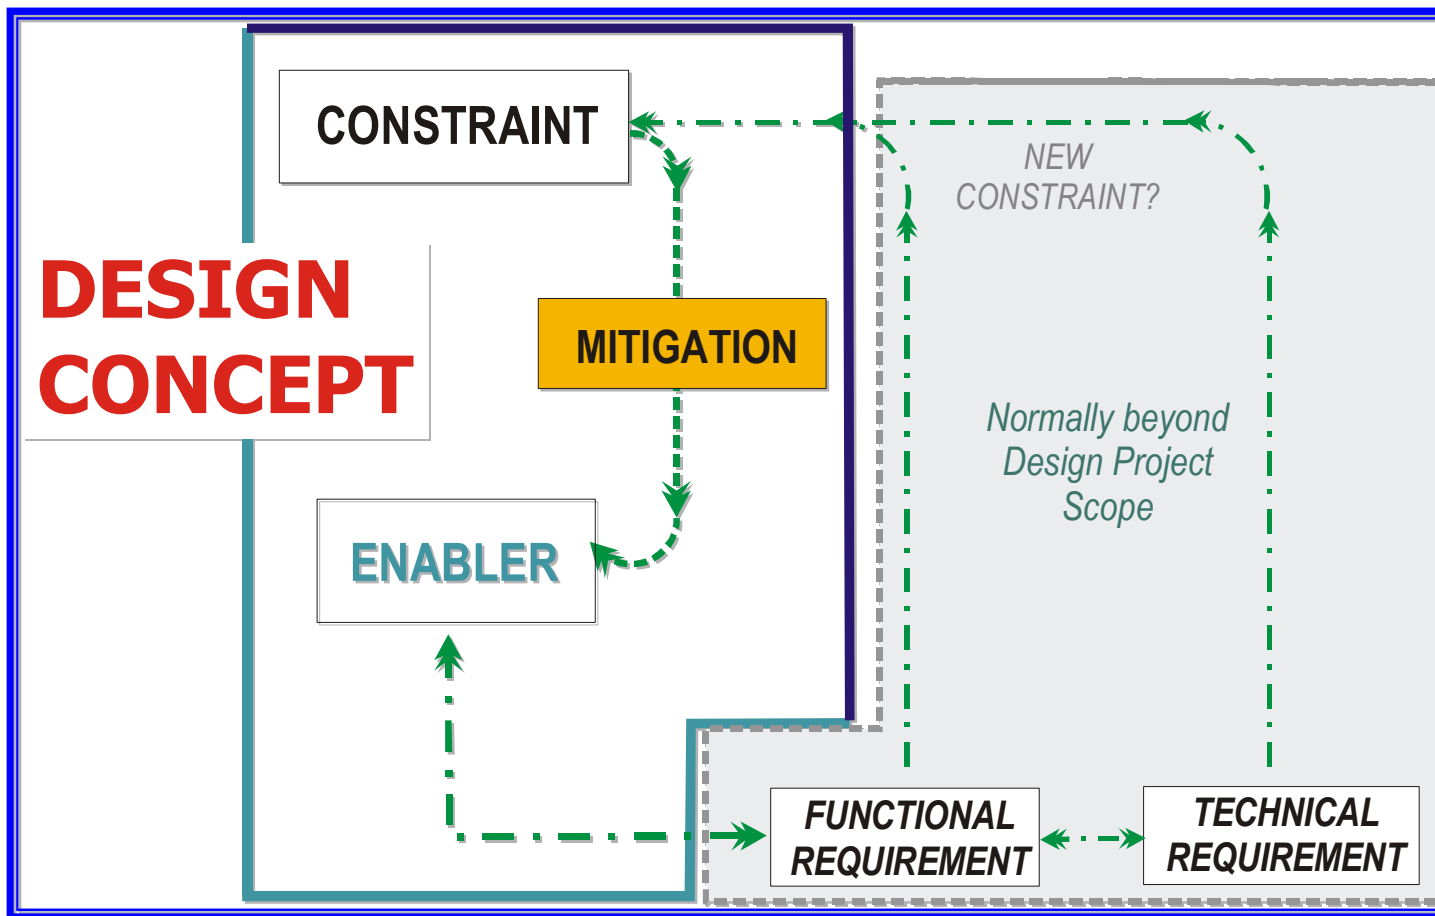 CONSTRAINT
NEW
CONSTRAINT?
DESIGN
CONCEPT
MITIGATION
Normally beyond
Design Project
Scope
ENABLER
FUNCTIONAL
REQUIREMENT
TECHNICAL
REQUIREMENT